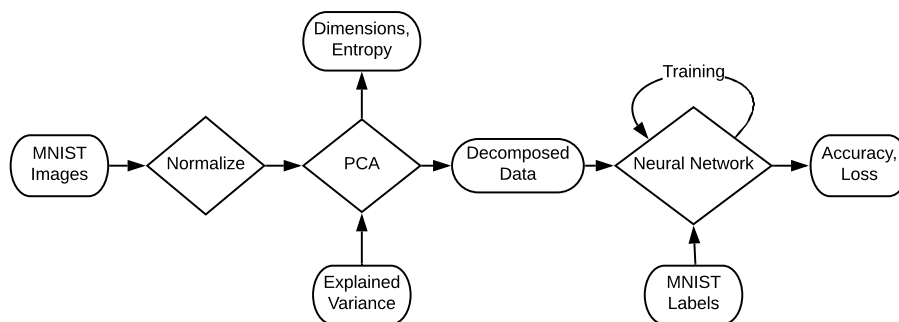 Dimensions,
Entropy
Training
MNIST
Images
Normalize
PCA
Decomposed
Data
Neural Network
Accuracy,
Loss
Explained
Variance
MNIST
Labels